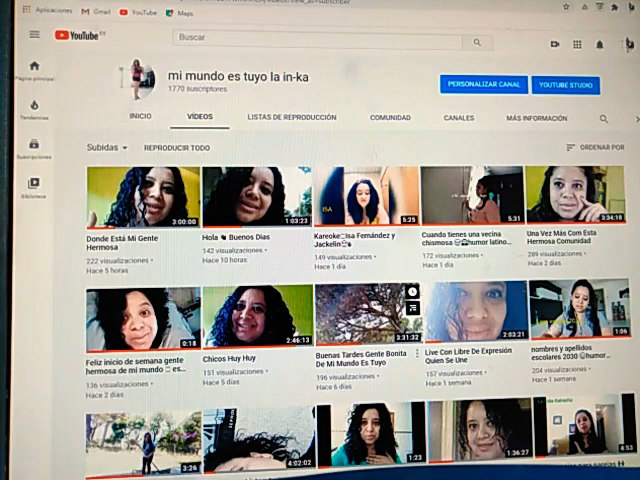 Aplicaciones Gmail YouTube Maps
YouTube ES
Buscar
Página principal
Tendencias
Suscripciones
Biblioteca
mi mundo es tuyo la in-ka
1770 suscriptores
PERSONALIZAR CANAL YOUTUBE STUDIO
INICIO VÍDEOS LISTAS DE REPRODUCCIÓN COMUNIDAD CANALES MÁS INFORMACIÓN
Subidas REPRODUCIR TODO ORDENAR POR
3:00:00 1:03:23 ISA 5:25 5:31 3:34:18
Donde Está Mi Gente
Hermosa
222 visualizaciones •
Hace 5 horas
Hola Buenos Días
142 visualizaciones •
Hace 10 horas
Kareoke Isa Fernández y
Jackelin
149 visualizaciones •
Hace 1 día
Cuando tienes una vecina
chismosa humor latino...
172 visualizaciones •
Hace 1 día
Una Vez Más Con Esta
Hermosa Comunidad
289 visualizaciones •
Hace 2 días
0:18 2:46:13 3:31:32 2:03:21 1:06
Feliz inicio de semana gente
hermosa de mi mundo es...
136 visualizaciones •
Hace 2 días
Chicos Huy Huy
151 visualizaciones •
Hace 5 días
Buenas Tardes Gente Bonita
De Mi Mundo Es Tuyo
196 visualizaciones •
Hace 6 días
Live Con Libre De Expresión
Quien Se Une
157 visualizaciones •
Hace 1 semana
nombres y apellidos
escolares 2030 humor...
204 visualizaciones •
Hace 1 semana
3:26 4:02:02 1:23 1:36:27 4:53